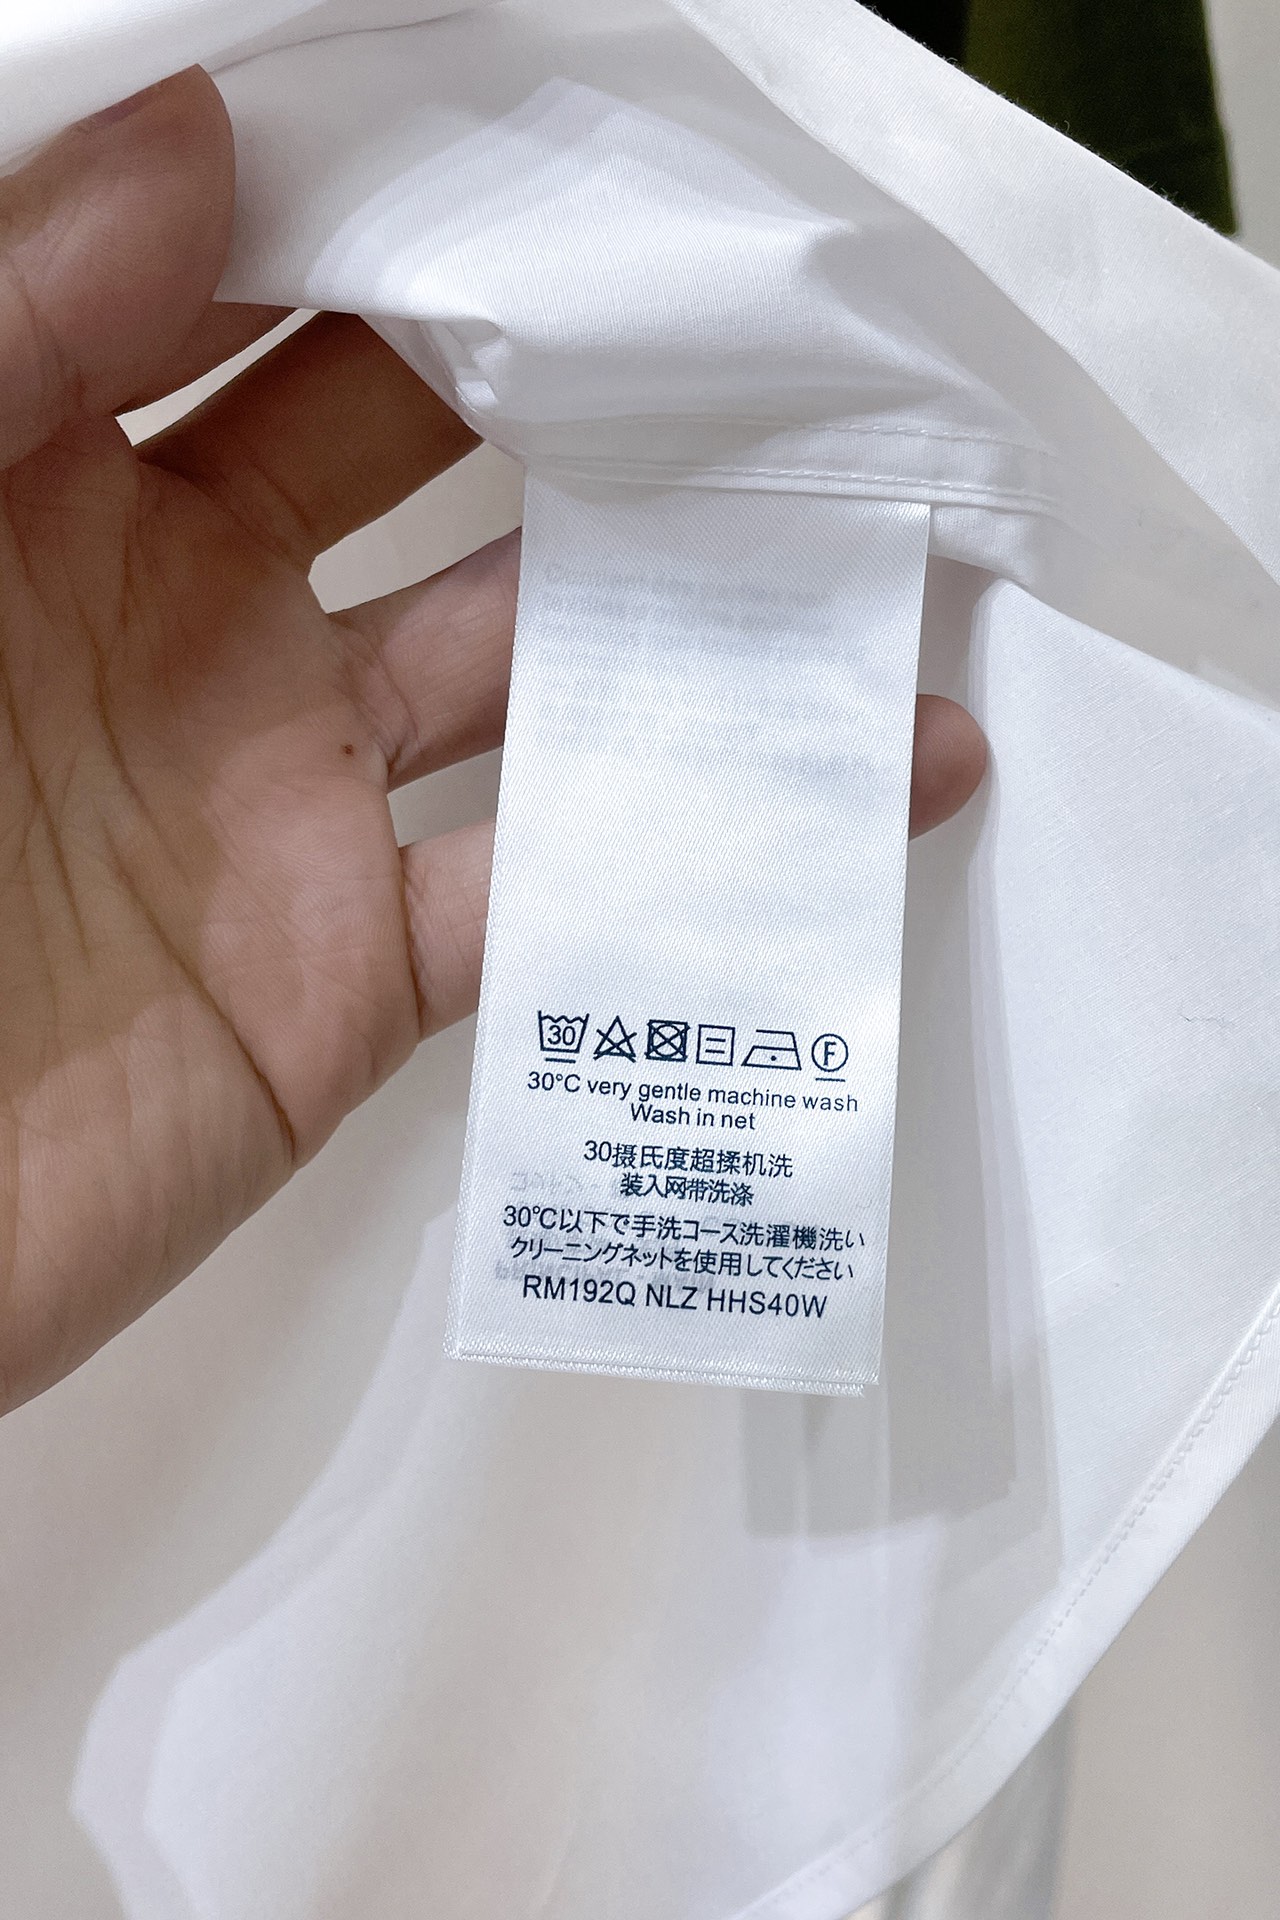 30
F
30°C very gentle machine wash
Wash in net
30摄氏度超揉机洗
装入网带洗涤
30℃以下で手洗コース洗濯機洗い
クリーニングネットを使用してください
RM192Q NLZ HHS40W